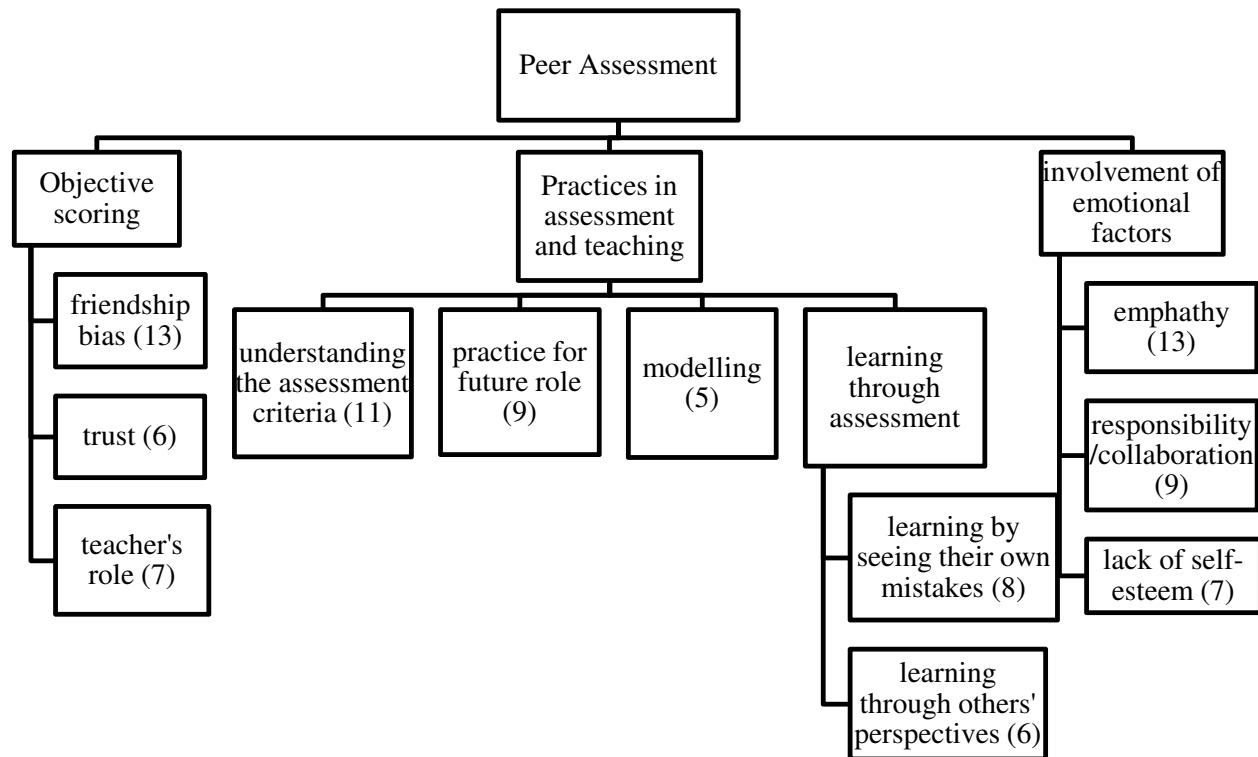 Peer Assessment
Objective
scoring
friendship
bias (13)
trust (6)
teacher's
role (7)
Practices in
assessment
and teaching
understanding
the assessment
criteria (11)
practice for
future role
(9)
modelling
(5)
learning
through
assessment
learning by
seeing their own
mistakes (8)
learning
through others'
perspectives (6)
involvement of
emotional
factors
emphathy
(13)
responsibility
/collaboration
(9)
lack of self-
esteem (7)